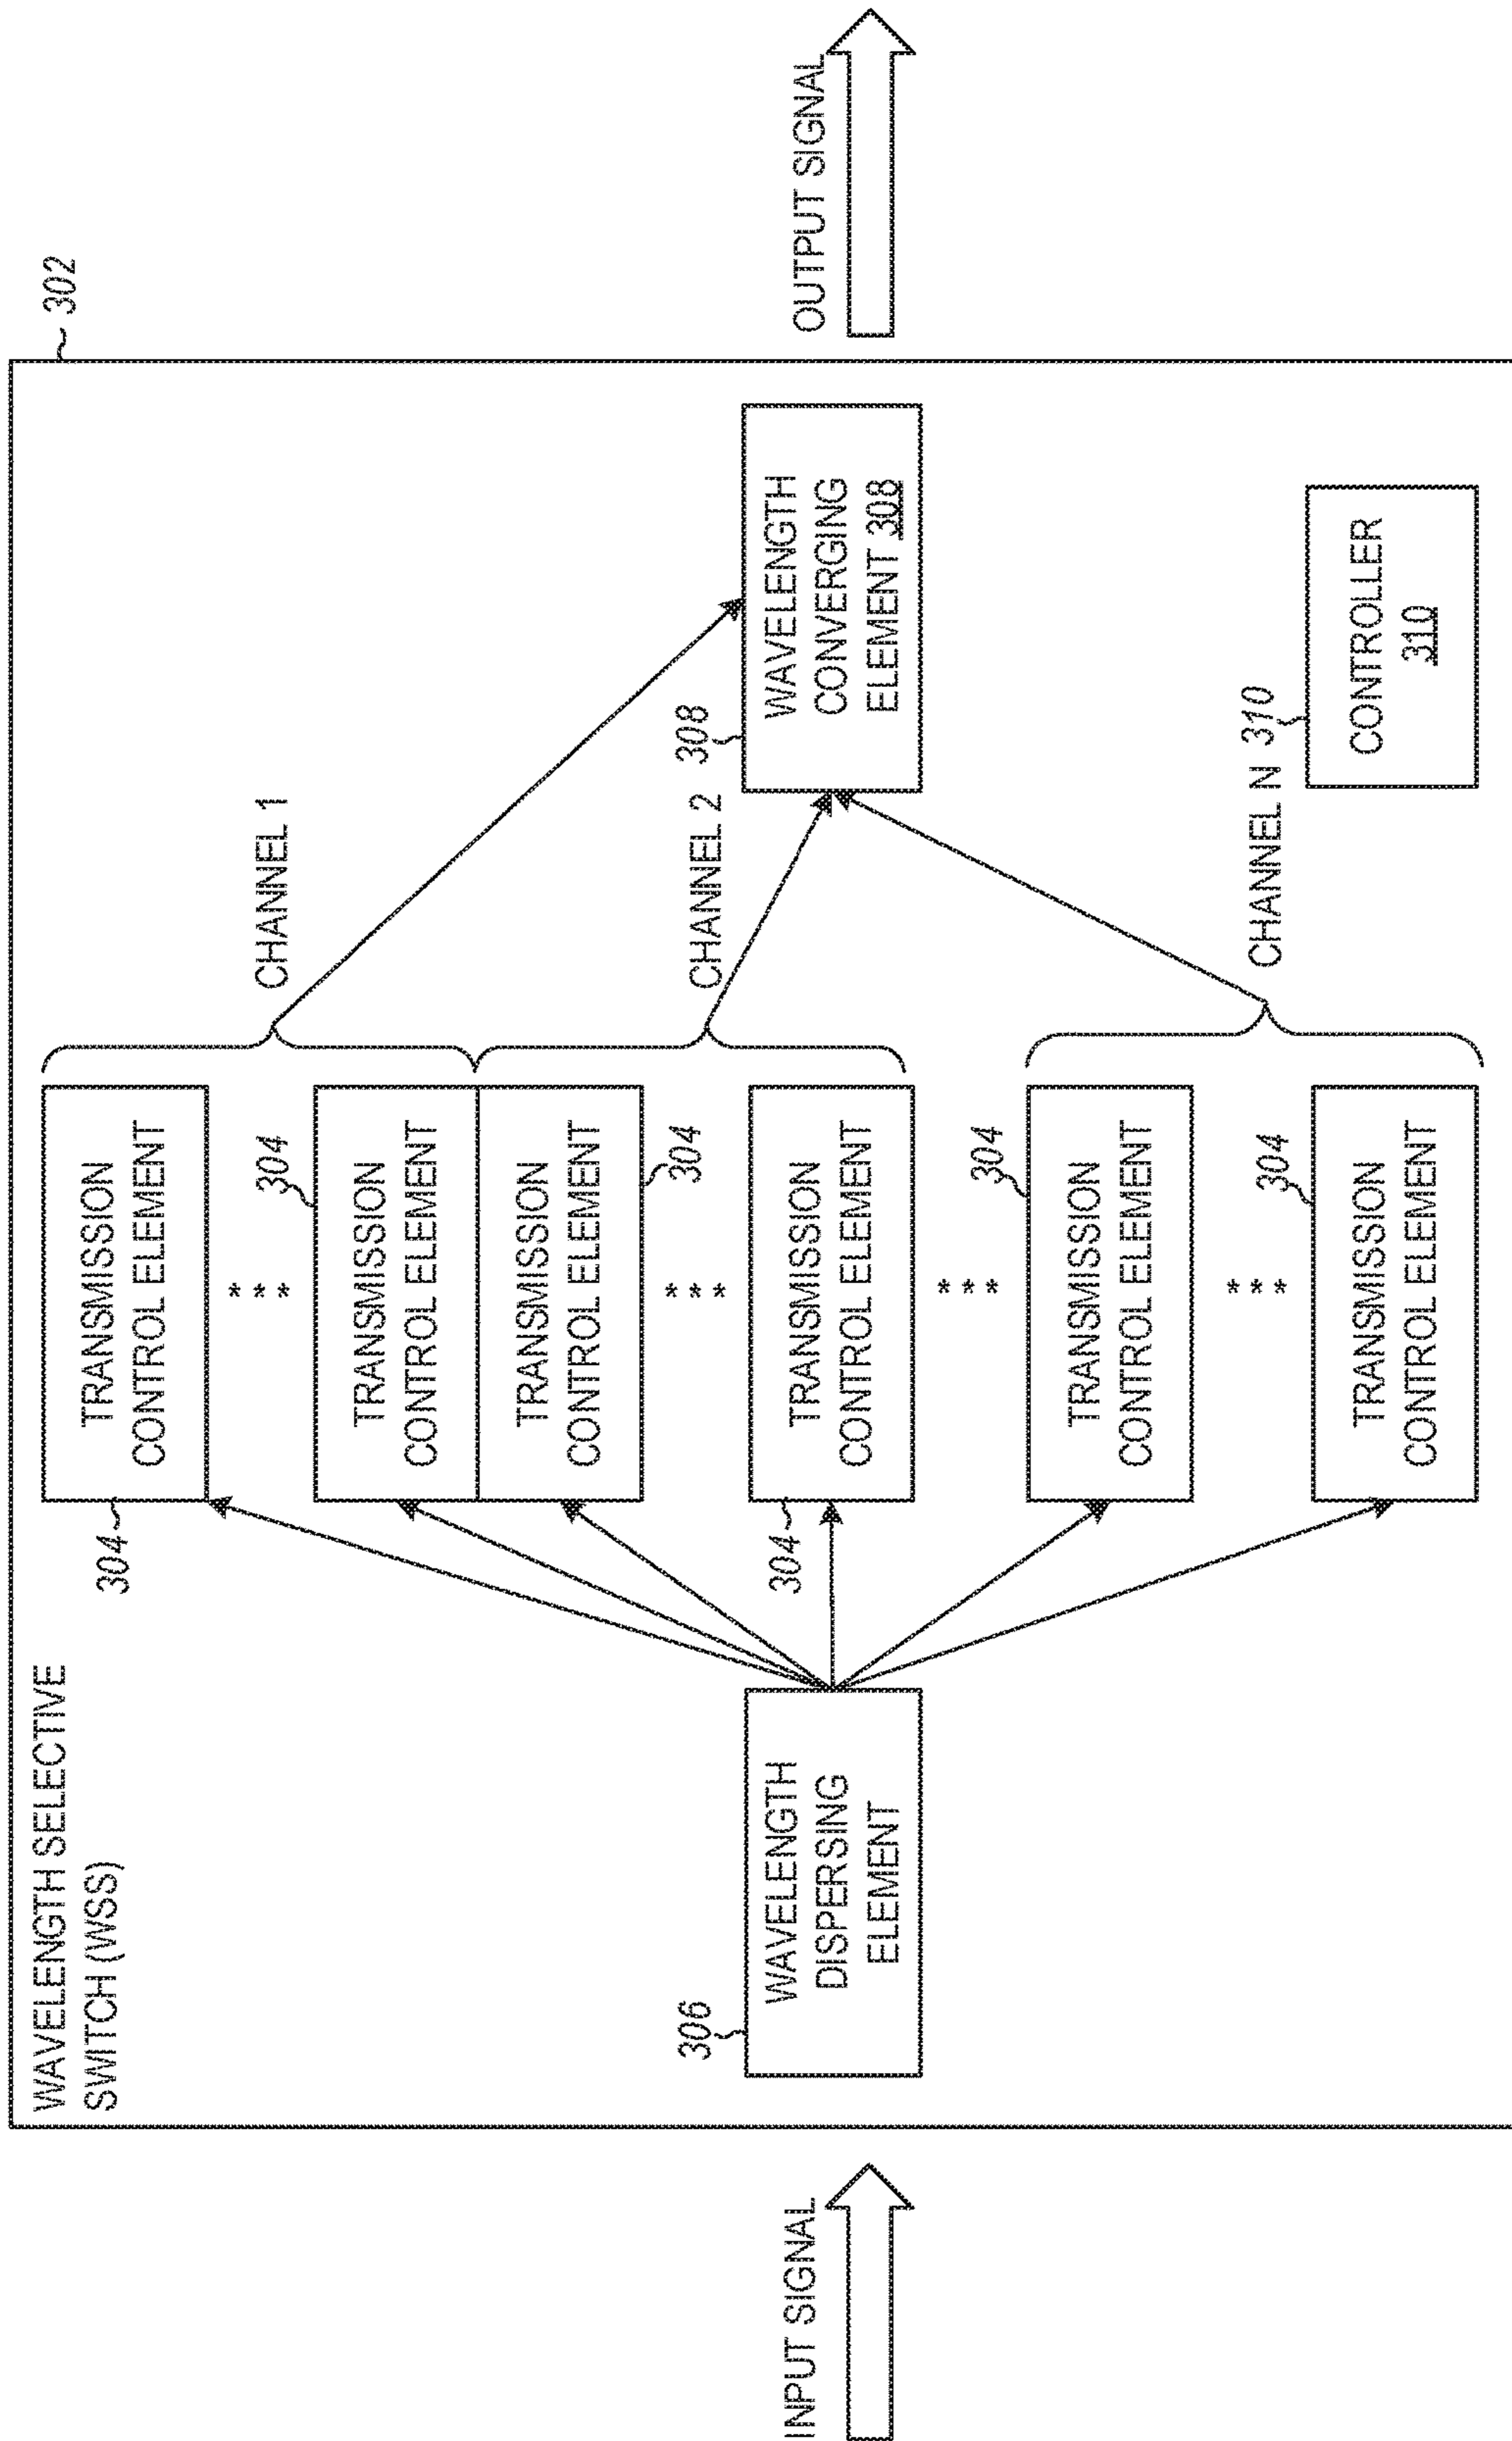 WAVELENGTH SELECTIVE
SWITCH (WSS)
302
INPUT SIGNAL
306
WAVELENGTH
DISPERSING
ELEMENT
304
TRANSMISSION
CONTROL ELEMENT
* * *
304
TRANSMISSION
CONTROL ELEMENT
TRANSMISSION
CONTROL ELEMENT
304
* * *
304
TRANSMISSION
CONTROL ELEMENT
* * *
304
TRANSMISSION
CONTROL ELEMENT
* * *
304
TRANSMISSION
CONTROL ELEMENT
CHANNEL 1
CHANNEL 2
CHANNEL N
308
WAVELENGTH
CONVERGING
ELEMENT 308
310
CONTROLLER
310
OUTPUT SIGNAL